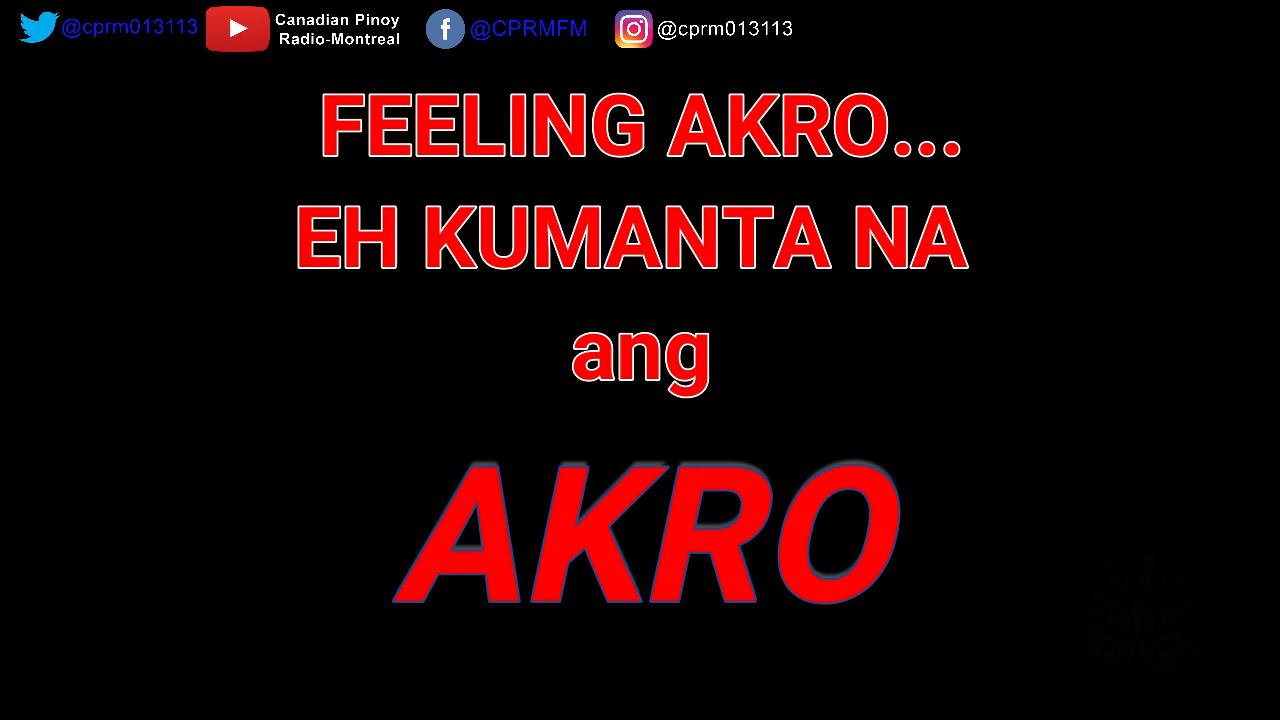 @cprm013113
Canadian Pinoy
Radio-Montreal
@CPRMFM
@cprm013113
FEELING AKRO...
EH KUMANTA NA
ang
AKRO